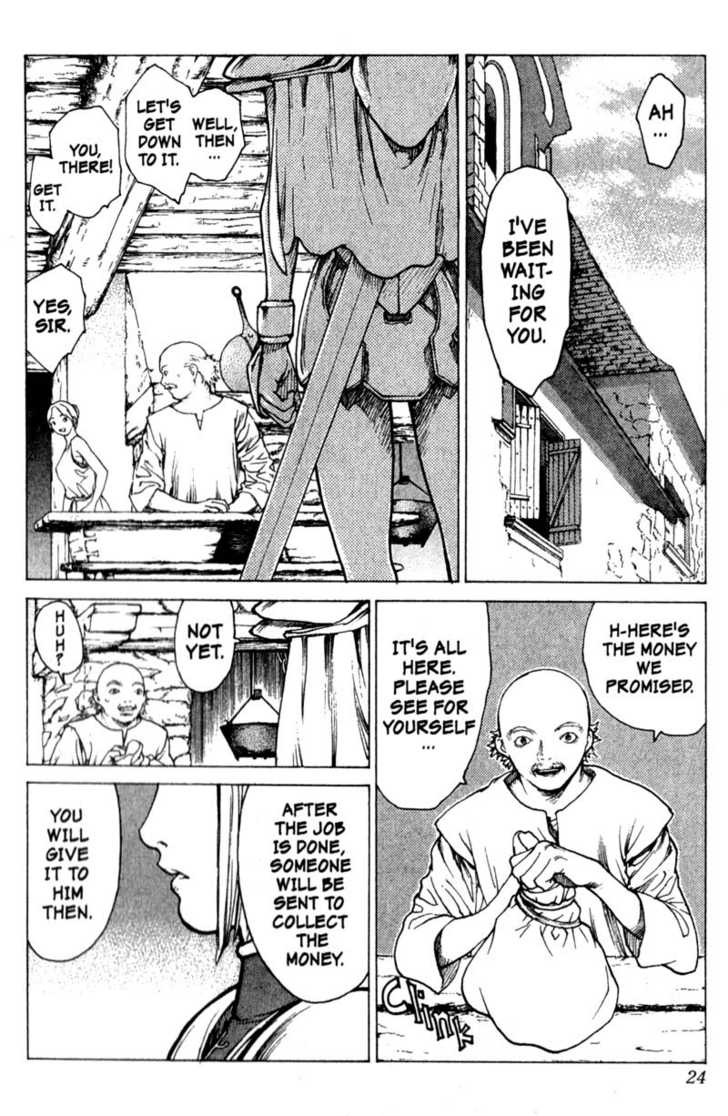 AH
...
I'VE
BEEN
WAIT-
ING
FOR
YOU.
WELL,
THEN
...
LET'S
GET
DOWN
TO IT.
YOU,
THERE!
GET
IT.
YES,
SIR.
H-HERE'S
THE MONEY
WE
PROMISED.
IT'S ALL
HERE.
PLEASE
SEE FOR
YOURSELF
...
Clink
NOT
YET.
HUH?
AFTER
THE JOB
IS DONE,
SOMEONE
WILL BE
SENT TO
COLLECT
THE
MONEY.
YOU
WILL
GIVE
IT TO
HIM
THEN.
24